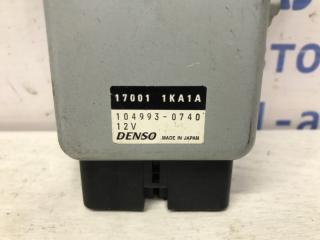 17001 1KA1A
104993-0740
12V
DENSO MADE IN JAPAN